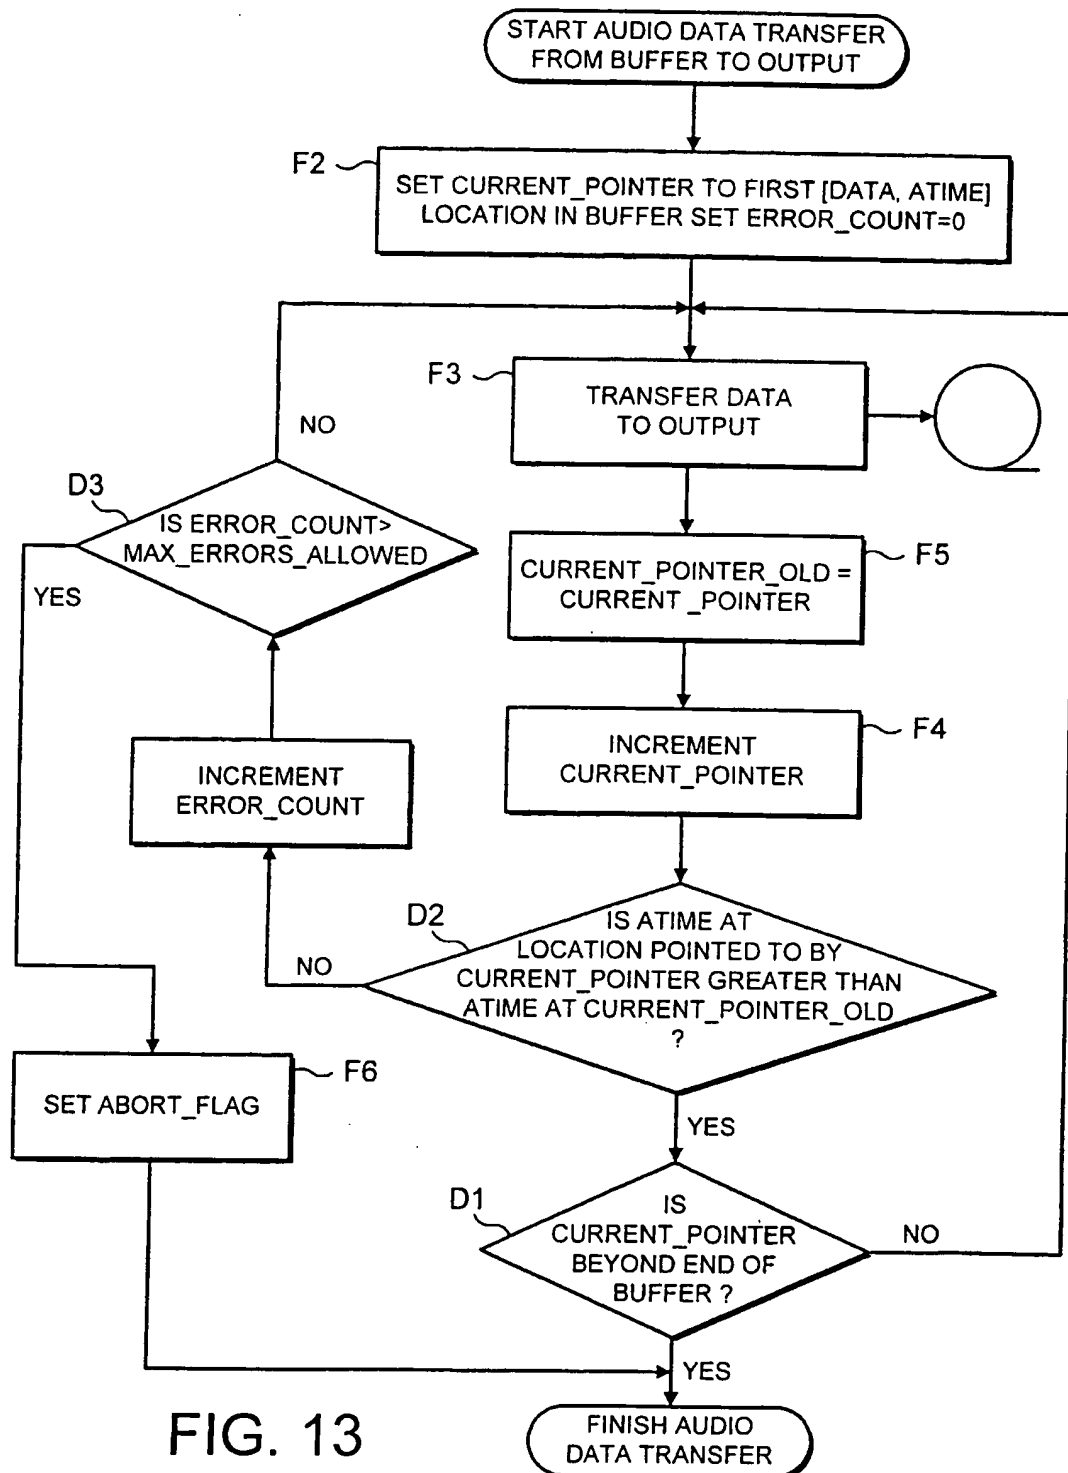 START AUDIO DATA TRANSFER
FROM BUFFER TO OUTPUT
F2
SET CURRENT_POINTER TO FIRST [DATA, ATIME]
LOCATION IN BUFFER SET ERROR_COUNT=0
F3
TRANSFER DATA
TO OUTPUT
NO
D3
IS ERROR_COUNT>
MAX_ERRORS_ALLOWED
YES
F5
CURRENT_POINTER_OLD =
CURRENT _POINTER
F4
INCREMENT
CURRENT_POINTER
INCREMENT
ERROR_COUNT
D2
IS ATIME AT
LOCATION POINTED TO BY
CURRENT_POINTER GREATER THAN
ATIME AT CURRENT_POINTER_OLD
?
NO
F6
SET ABORT_FLAG
YES
D1
IS
CURRENT_POINTER
BEYOND END OF
BUFFER ?
NO
YES
FINISH AUDIO
DATA TRANSFER
FIG. 13